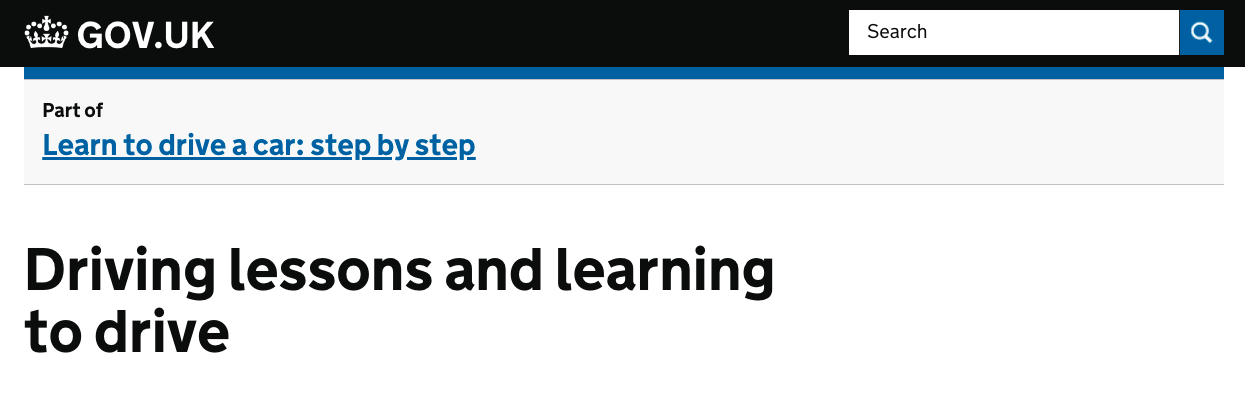 GOV.UK
Search
Part of
Learn to drive a car: step by step
Driving lessons and learning
to drive